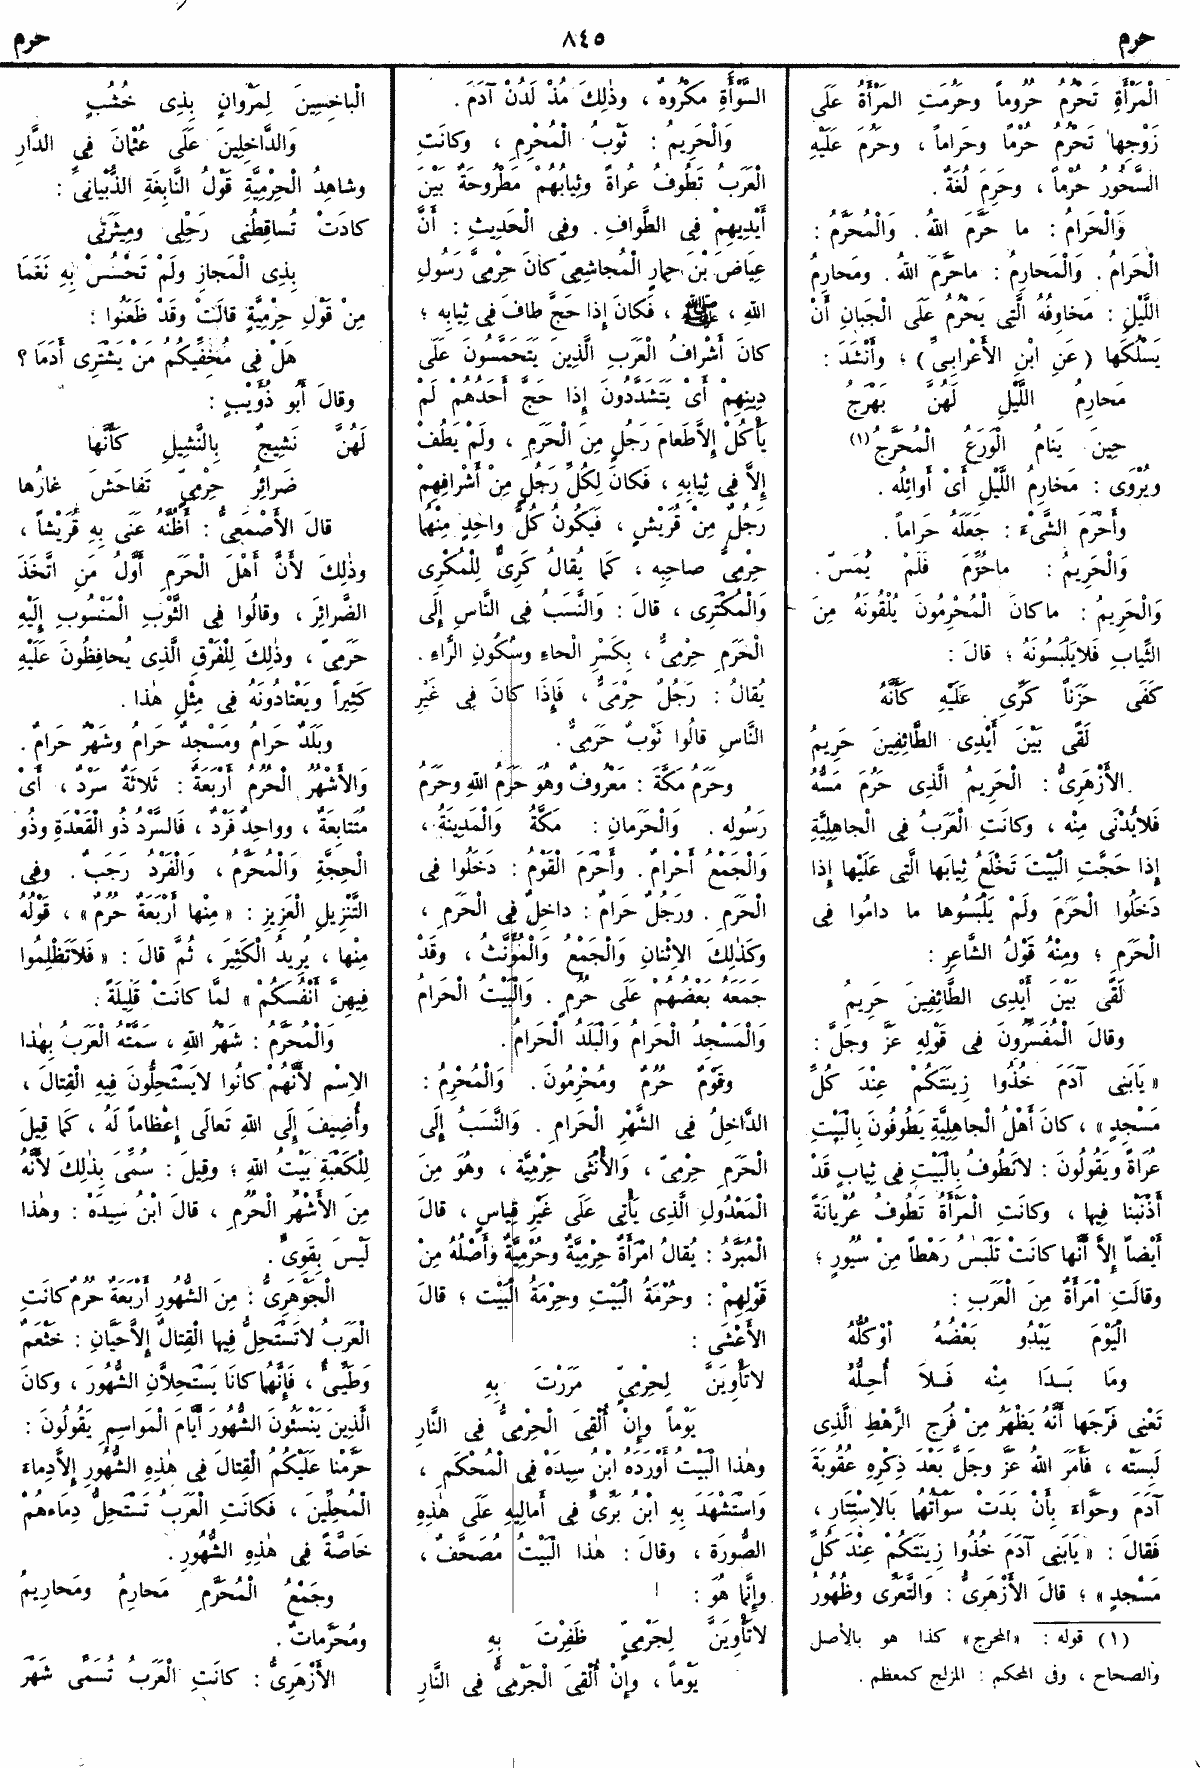 حرم
٨٤٥
حرم
الْمَرْأَةِ تَحْرُمُ حُرُوماً وحَرُمَتِ المَرْأَةُ عَلَى
زَوْجِها تَحْرُمُ حُرْمًا وحَراماً ، وحَرُمَ عَلَيْهِ
السَّحُورُ حُرْماً ، وحَرِمَ لُغَةٌ .
وَالْحَرامُ : ما حَرَّمَ اللهُ . وَالْمُحَرَّمُ :
الْحَرامُ . وَالْمَحارِمُ : ماحَرَّمَ اللهُ . ومَحارِمُ
اللَّيْلِ : مَخاوِفُهُ الَّتِى يَحْرُمُ عَلَى الْجَبانِ أَنْ
يَسْلُكَها ( عَنِ ابْنِ الأَعْرابِىِّ ) ؛ وأَنْشَدَ :
مَحارِمُ اللَّيْلِ لَهُنَّ بَهْرَجُ
حِينَ يَنامُ الْوَرَعُ الْمُحَرَّجُ (١)
ويُرْوَى : مَخارِمُ اللَّيْلِ أَىْ أَوائِلُه .
وأَحْرَمَ الشَّىْءَ : جَعَلَهُ حَراماً .
وَالْحَرِيمُ : ماحُرِّمَ فَلَمْ يُمَسّ .
وَالْحَرِيمُ : ماكانَ الْمُحْرِمُونَ يُلْقُونَهُ مِنَ
الثِّيابِ فَلايَلْبَسُونَهُ ؛ قالَ :
كَفَى حَزَناً كَرِّى عَلَيْهِ كَأَنَّهُ
لَقًى بَيْنَ أَيْدِى الطَّائِفِينَ حَرِيمُ
الأَزْهَرِىُّ : الْحَرِيمُ الَّذِى حَرُمَ مَسُّهُ
فَلايُدْنَى مِنْه ، وكانَتِ الْعَرَبُ فِى الجاهِلِيَّةِ
إِذا حَجَّتِ الْبَيْتَ تَخْلَعُ ثِيابَها الَّتِى عَلَيْها إِذا
دَخَلُوا الْحَرَمَ وَلَمْ يَلْبَسُوها ما دامُوا فِى
الْحَرَمِ ؛ ومِنْهُ قَوْلُ الشَّاعِرِ :
لَقًى بَيْنَ أَيْدِى الطَّائِفِينَ حَرِيمُ
وقالَ الْمُفَسِّرُونَ فِى قَوْلِهِ عَزَّ وجَلَّ :
« يَابَنِى آدَمَ خُذُوا زِينَتَكُمْ عِنْدَ كُلِّ
مَسْجِدٍ » ، كانَ أَهْلُ الْجاهِلِيَّةِ يَطُوفُونَ بِالْبَيْتِ
عُراةً ويَقُولُونَ : لانَطُوفُ بِالْبَيْتِ فِى ثِيابٍ قَدْ
أَذْنَبْنا فِيها ، وكانَتِ الْمَرْأَةُ تَطُوفُ عُرْيانَةً
أَيْضاً إِلاَّ أَنَّها كانَتْ تَلْبَسُ رَهْطاً مِنْ سُيُورٍ ؛
وقالَتِ امْرَأَةٌ مِنَ الْعَرَبِ :
الْيَوْمَ يَبْدُو بَعْضُهُ أَوْكُلُّهُ
ومَا بَدَا مِنْه فَلاَ أُحِلُّهُ
تَعْنِى فَرْجَها أَنَّهُ يَظْهَرُ مِنْ فُرَجِ الرَّهْطِ الَّذِى
لَبِسَتْه ، فَأَمَرَ اللهُ عَزَّ وجَلَّ بَعْدَ ذِكْرِهِ عُقُوبَةَ
آدَمَ وحَوَّاءَ بِأَنْ بَدَتْ سَوْآتُهُما بِالاِسْتِتارِ ،
فَقالَ : « يَابَنِى آدَمَ خُذُوا زِينَتَكُمْ عِنْدَ كُلِّ
مَسْجِدٍ » ؛ قالَ الأَزْهَرِىُّ : وَالتَّعَرِّى وظُهُورُ
(١) قوله : «المحرج» كذا هو بالأصل
والصحاح ، وفى المحكم : المزلج كمعظم .
السَّوْأَةِ مَكْرُوهٌ ، وذٰلِكَ مُذْ لَدُنْ آدَمَ .
وَالْحَرِيمُ : ثَوْبُ الْمُحْرِمِ ، وكانَتِ
الْعَرَبُ تَطُوفُ عُراةً وثِيابُهُمْ مَطْرُوحَةٌ بَيْنَ
أَيْدِيهِمْ فِى الطَّوافِ . وفِى الْحَدِيثِ : أَنَّ
عِيَاضَ بْنَ حِمارٍ الْمُجاشِعِىَّ كانَ حِرْمِىَّ رَسُولِ
اللهِ ، ﷺ ، فَكانَ إِذا حَجَّ طافَ فِى ثِيابِه ؛
كانَ أَشْرافُ الْعَرَبِ الَّذِينَ يَتَحَمَّسُونَ عَلَى
دِينِهِمْ أَىْ يَتَشَدَّدُونَ إِذا حَجَّ أَحَدُهُمْ لَمْ
يَأْكُلْ إِلاَّ طَعامَ رَجُلٍ مِنَ الْحَرَمِ ، ولَمْ يَطُفْ
إِلاَّ فِى ثِيابِهِ ، فَكانَ لِكُلِّ رَجُلٍ مِنْ أَشْرافِهِمْ
رَجُلٌ مِنْ قُرَيْشٍ ، فَيَكُونُ كُلُّ واحِدٍ مِنْهُما
حِرْمِىَّ صاحِبِه ، كَما يُقالُ كَرِىٌّ لِلْمُكْرِى
وَالْمُكْتَرِى ، قالَ : وَالنَّسَبُ فِى النَّاسِ إِلَى
الْحَرَمِ حِرْمِىٌّ ، بِكَسْرِ الْحاءِ وسُكُونِ الرَّاءِ .
يُقالُ : رَجُلٌ حِرْمِىٌّ ، فَإِذَا كانَ فِى غَيْرِ
النَّاسِ قالُوا ثَوْبٌ حَرَمِىٌّ .
وحَرَمُ مَكَّةَ : مَعْرُوفٌ وهُوَ حَرَمُ اللهِ وحَرَمُ
رَسُولِه . وَالْحَرَمانِ : مَكَّةُ وَالْمَدِينَةُ ،
وَالْجَمْعُ أَحْرامٌ . وأَحْرَمَ الْقَوْمُ : دَخَلُوا فِى
الْحَرَمِ . ورَجُلٌ حَرامٌ : داخِلٌ فِى الْحَرَمِ ،
وكَذٰلِكَ الاِثْنانِ وَالْجَمْعُ وَالْمُؤَنَّثُ ، وقَدْ
جَمَعَهُ بَعْضُهُمْ عَلَى حُرُمٍ . وَالْبَيْتُ الْحَرامُ
وَالْمَسْجِدُ الْحَرامُ وَالْبَلَدُ الْحَرامُ .
وقَوْمٌ حُرُمٌ ومُحْرِمُونَ . وَالْمُحْرِمُ :
الدَّاخِلُ فِى الشَّهْرِ الْحَرامِ . وَالنَّسَبُ إِلَى
الْحَرَمِ حِرْمِىٌّ ، وَالأُنْثَى حِرْمِيَّة ، وهُوَ مِنَ
الْمَعْدُولِ الَّذِى يَأْتِى عَلَى غَيْرِ قِياسٍ ، قالَ
الْمُبَرَّدُ : يُقالُ امْرَأَةٌ حِرْمِيَّةٌ وحُرْمِيَّةٌ وأَصْلُهُ مِنْ
قَوْلِهِمْ : وحُرْمَةُ الْبَيْتِ وحِرْمَةُ الْبَيْتِ ؛ قالَ
الأَعْشَى :
لاتَأْوِيَنَّ لِحِرْمِىٍّ مَرَرْتَ بِهِ
يَوْماً وإِنْ أُلْقِىَ الْحِرْمِىُّ فِى النَّارِ
وهٰذا الْبَيْتُ أَوْرَدَهُ ابْنُ سِيدَهْ فِى الْمُحْكَمِ ،
وَاسْتَشْهَدَ بِهِ ابْنُ بَرِّىٍّ فِى أَمالِيهِ عَلَى هٰذِهِ
الصُّورَةِ ، وقالَ : هٰذا الْبَيْتُ مُصَحَّفٌ ،
وإِنَّما هُوَ :
لاتَأْوِيَنَّ لِجَرْمِىٍّ ظَفِرْتَ بِهِ
يَوْماً ، وإِنْ أُلْقِىَ الْجَرْمِىُّ فِى النَّارِ
الْباخِسِينَ لِمَرْوانٍ بِذِى خُشُبٍ
وَالدَّاخِلِينَ عَلَى عُثْمانَ فِى الدَّارِ
وشاهِدُ الْحِرْمِيَّةِ قَوْلُ النَّابِغَةِ الذُّبْيانِىِّ :
كادَتْ تُساقِطُنِى رَحْلِى ومِيثَرَتِى
بِذِى الْمَجازِ ولَمْ تَحْسُسْ بِهِ نَغَمَا
مِنْ قَوْلِ حِرْمِيَّةٍ قالَتْ وقَدْ ظَعَنُوا :
هَلْ فِى مُخِفِّيكُمُ مَنْ يَشْتَرِى أَدَمَا ؟
وقالَ أَبُو ذُؤَيْبٍ :
لَهُنَّ نَشِيجٌ بِالنَّشِيلِ كَأَنَّها
ضَرائِرُ حِرْمِىٍّ تَفاحَشَ غارُها
قالَ الأَصْمَعِىُّ : أَظُنُّهُ عَنَى بِهِ قُرَيْشاً ،
وذٰلِكَ لأَنَّ أَهْلَ الْحَرَمِ أَوَّلُ مَنِ اتَّخَذَ
الضَّرائِرَ ، وقالُوا فِى الثَّوْبِ الْمَنْسُوبِ إِلَيْهِ
حَرَمِىٌّ ، وذٰلِكَ لِلْفَرْقِ الَّذِى يُحافِظُونَ عَلَيْهِ
كَثِيراً ويَعْتادُونَهُ فِى مِثْلِ هٰذا .
وبَلَدٌ حَرامٌ ومَسْجِدٌ حَرامٌ وشَهْرٌ حَرامٌ .
وَالأَشْهُرُ الْحُرُمُ أَرْبَعَةٌ : ثَلاثَةٌ سَرْدٌ ، أَىْ
مُتَتابِعَةٌ ، وواحِدٌ فَرْدٌ ، فَالسَّرْدُ ذُو الْقَعْدَةِ وذُو
الْحِجَّةِ وَالْمُحَرَّمُ ، وَالْفَرْدُ رَجَبٌ . وفِى
التَّنْزِيلِ الْعَزِيزِ : « مِنْها أَرْبَعَةٌ حُرُمٌ » ، قَوْلُهُ
مِنْها ، يُرِيدُ الْكَثِيرَ ، ثُمَّ قالَ : « فَلاتَظْلِمُوا
فِيهِنَّ أَنْفُسَكُمْ » لمَّا كانَتْ قَلِيلَةً .
وَالْمُحَرَّمُ : شَهْرُ اللهِ ، سَمَّتْهُ الْعَرَبُ بِهٰذا
الاِسْمِ لأَنَّهُمْ كانُوا لايَسْتَحِلُّونَ فِيهِ الْقِتالَ ،
وأُضِيفَ إِلَى اللهِ تَعالَى إِعْظاماً لَهُ ، كَما قِيلَ
لِلْكَعْبَةِ بَيْتُ اللهِ ؛ وقِيلَ : سُمِّىَ بِذٰلِكَ لأَنَّهُ
مِنَ الأَشْهُرِ الْحُرُمِ ، قالَ ابْنُ سِيدَهْ : وهٰذا
لَيْسَ بِقَوِىٍّ .
الْجَوْهَرِىُّ : مِنَ الشُّهُورِ أَرْبَعَةٌ حُرُمٌ كانَتِ
الْعَرَبُ لاتَسْتَحِلُّ فِيها الْقِتالَ إِلاَّ حَيَّانِ : خَثْعَمٌ
وطَيِّئٌ ، فَإِنَّهُما كانَا يَسْتَحِلاَّنِ الشُّهُورَ ، وكانَ
الَّذِينَ يَنْسَئُونَ الشُّهُورَ أَيَّامَ الْمَواسِمِ يَقُولُونَ :
حَرَّمْنا عَلَيْكُمُ الْقِتالَ فِى هٰذِهِ الشُّهُورِ إِلاَّدِماءَ
الْمُحِلِّينَ ، فَكانَتِ الْعَرَبُ تَسْتَحِلُّ دِماءهُمْ
خاصَّةً فِى هٰذِهِ الشُّهُورِ .
وجَمْعُ الْمُحَرَّمِ مَحارِمُ ومَحارِيمُ
ومُحَرَّماتٌ .
الأَزْهَرِىُّ : كانَتِ الْعَرَبُ تُسَمِّى شَهْرَ